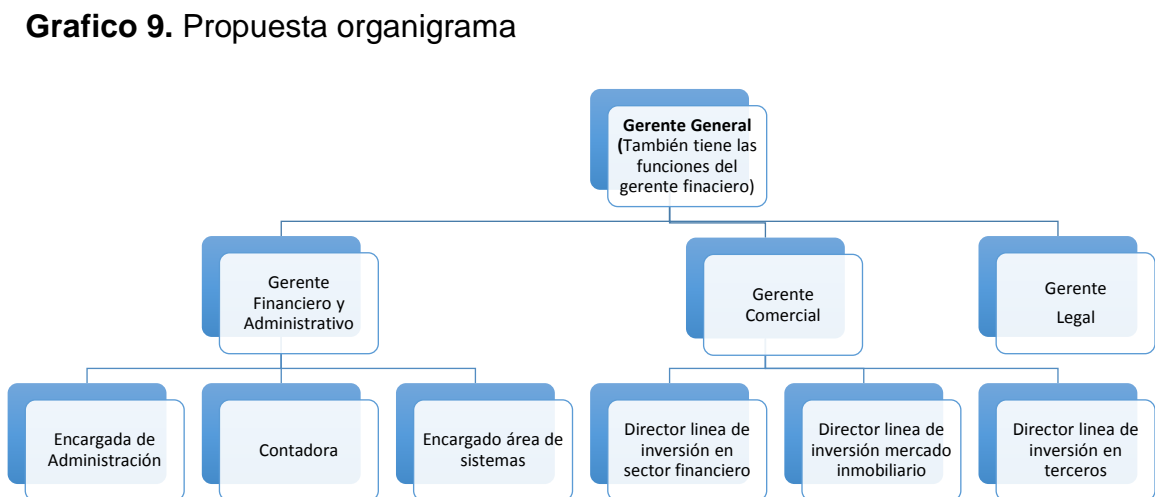 Grafico 9. Propuesta organigrama
Gerente General
(También tiene las
funciones del
gerente finaciero)
Gerente
Financiero y
Administrativo
Gerente
Comercial
Gerente
Legal
Encargada de
Administración
Contadora
Encargado área de
sistemas
Director linea de
inversión en
sector financiero
Director linea de
inversión mercado
inmobiliario
Director linea de
inversión en
terceros